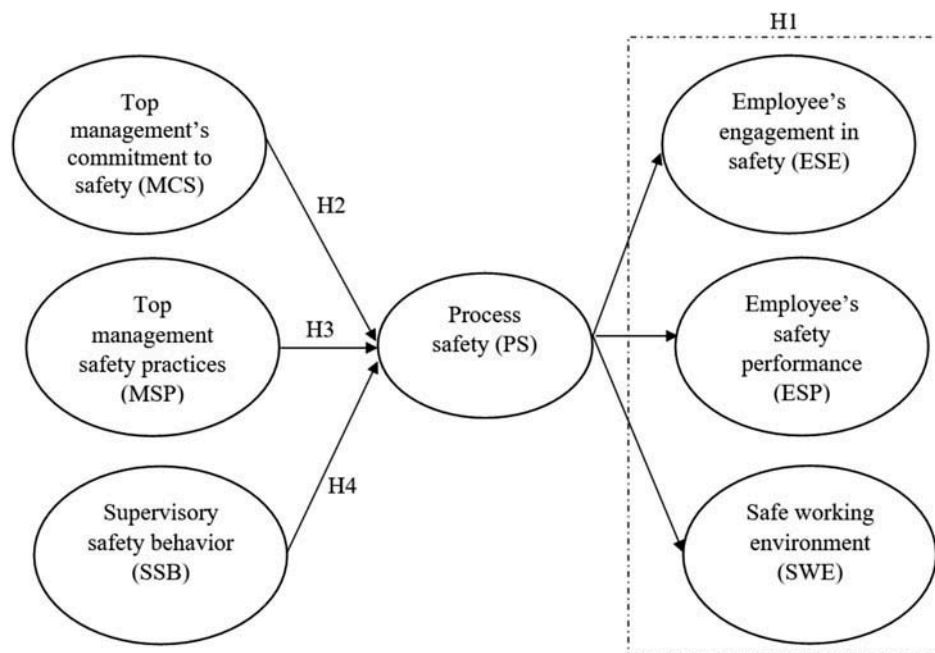 H1
Top
management's
commitment to
safety (MCS)
Employee's
engagement in
safety (ESE)
H2
Top
management
safety practices
(MSP)
H3
Process
safety (PS)
Employee's
safety
performance
(ESP)
H4
Supervisory
safety behavior
(SSB)
Safe working
environment
(SWE)